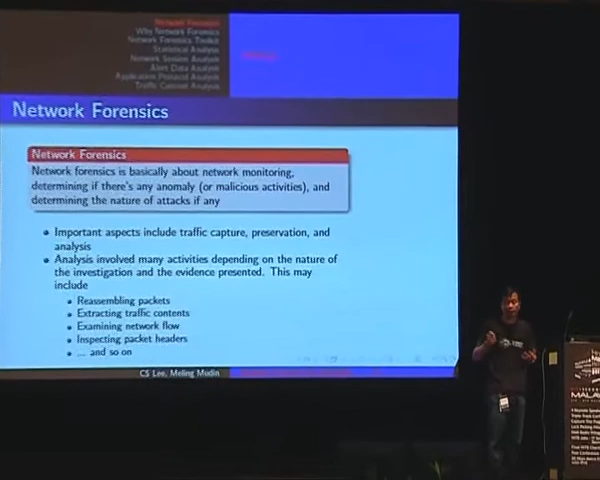 Network Forensics
Why Network Forensics
Network Forensics Toolkit
Statistical Analysis
Network Session Analysis
Alert Data Analysis
Application Protocol Analysis
Traffic Content Analysis
Network Forensics
Network Forensics
Network forensics is basically about network monitoring,
determining if there's any anomaly (or malicious activities), and
determining the nature of attacks if any
Important aspects include traffic capture, preservation, and
analysis
Analysis involved many activities depending on the nature of
the investigation and the evidence presented. This may
include
Reassembling packets
Extracting traffic contents
Examining network flow
Inspecting packet headers
... and so on
CS Lee, Meling Mudin
MALA